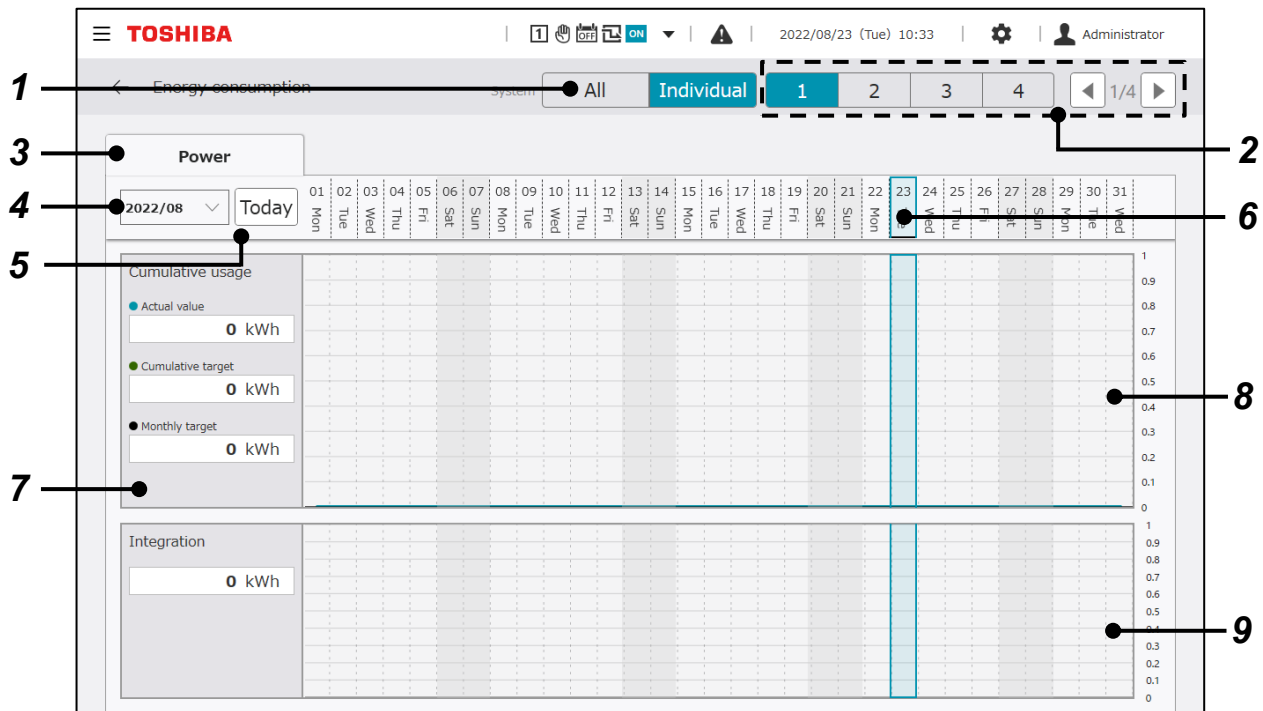 TOSHIBA
1 OFF ON 2022/08/23 (Tue) 10:33 Administrator
1
Energy consumption
System All Individual 1 2 3 4 1/4
2
3
Power
4
2022/08 Today
01 02 03 04 05 06 07 08 09 10 11 12 13 14 15 16 17 18 19 20 21 22 23 24 25 26 27 28 29 30 31
Mon Tue Wed Thu Fri Sat Sun Mon Tue Wed Thu Fri Sat Sun Mon Tue Wed Thu Fri Sat Sun Mon Tue Wed Thu Fri Sat Sun Mon Tue Wed
6
5
Cumulative usage
Actual value
0 kWh
Cumulative target
0 kWh
Monthly target
0 kWh
7
1
0.9
0.8
0.7
0.6
0.5
0.4
0.3
0.2
0.1
0
8
Integration
0 kWh
1
0.9
0.8
0.7
0.6
0.5
0.4
0.3
0.2
0.1
0
9